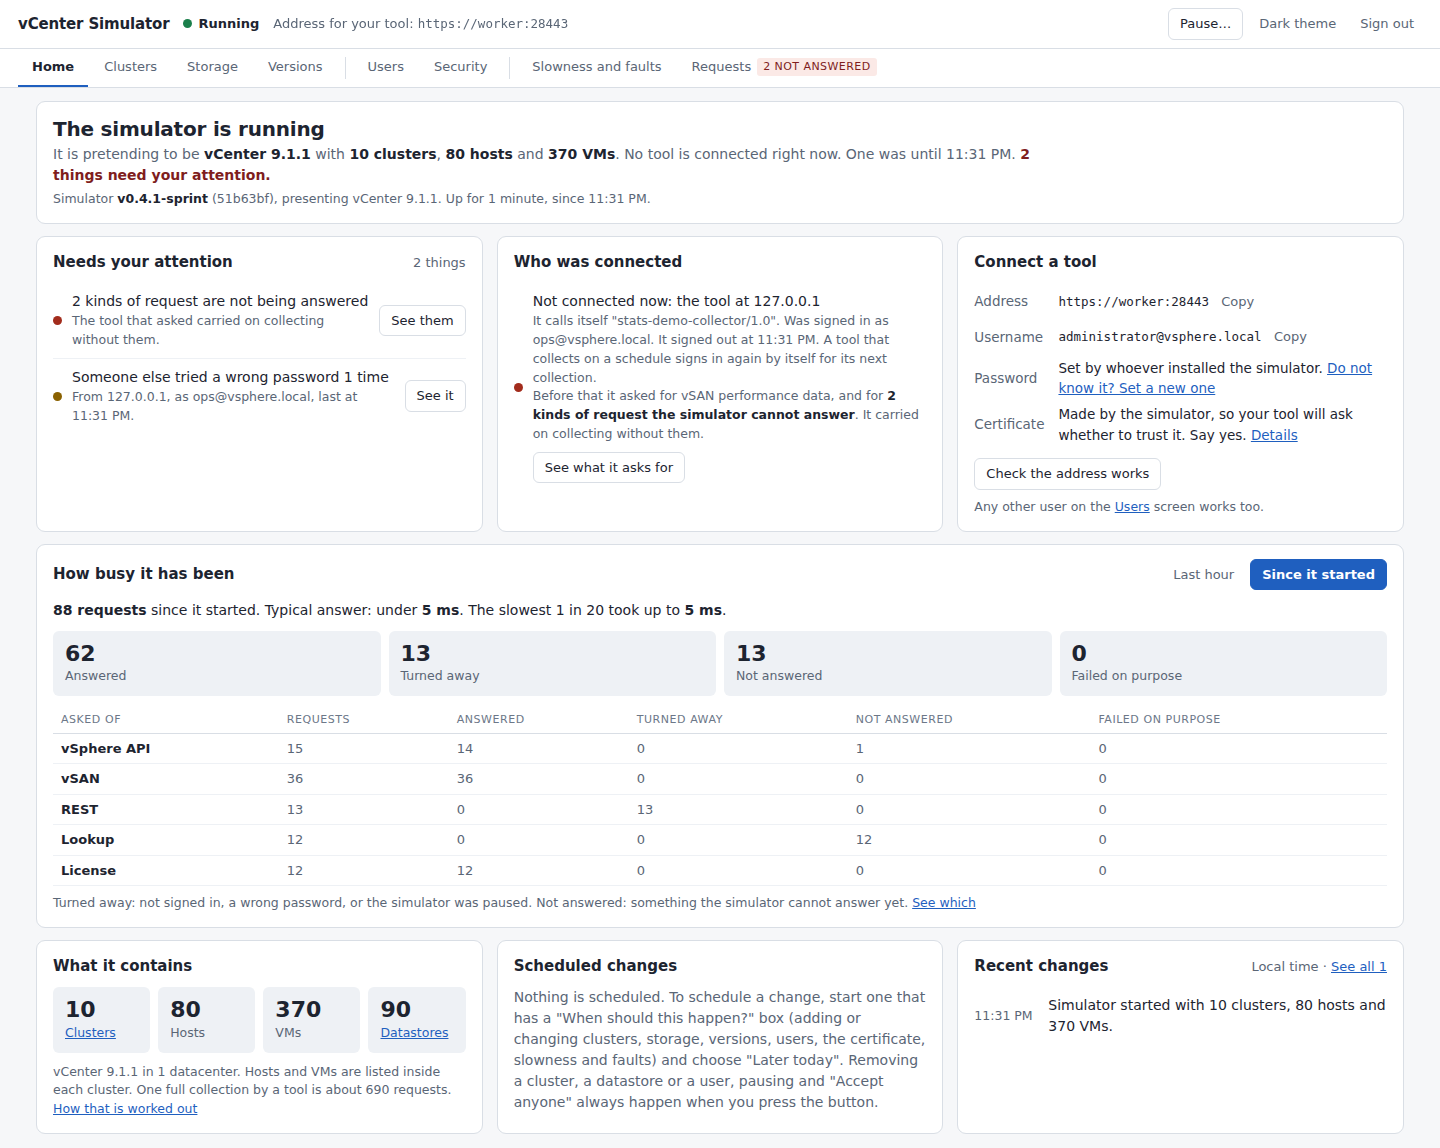 vCenter Simulator
Running
Address for your tool: https://worker:28443
Pause...
Dark theme
Sign out
Home
Clusters
Storage
Versions
Users
Security
Slowness and faults
Requests
2 NOT ANSWERED
The simulator is running
It is pretending to be vCenter 9.1.1 with 10 clusters, 80 hosts and 370 VMs. No tool is connected right now. One was until 11:31 PM. 2
things need your attention.
Simulator v0.4.1-sprint (51b63bf), presenting vCenter 9.1.1. Up for 1 minute, since 11:31 PM.
Needs your attention
2 things
2 kinds of request are not being answered
The tool that asked carried on collecting
without them.
See them
Someone else tried a wrong password 1 time
From 127.0.0.1, as ops@vsphere.local, last at
11:31 PM.
See it
Who was connected
Not connected now: the tool at 127.0.0.1
It calls itself "stats-demo-collector/1.0". Was signed in as
ops@vsphere.local. It signed out at 11:31 PM. A tool that
collects on a schedule signs in again by itself for its next
collection.
Before that it asked for vSAN performance data, and for 2
kinds of request the simulator cannot answer. It carried
on collecting without them.
See what it asks for
Connect a tool
Address
https://worker:28443
Copy
Username
administrator@vsphere.local
Copy
Password
Set by whoever installed the simulator. Do not
know it? Set a new one
Certificate
Made by the simulator, so your tool will ask
whether to trust it. Say yes. Details
Check the address works
Any other user on the Users screen works too.
How busy it has been
Last hour
Since it started
88 requests since it started. Typical answer: under 5 ms. The slowest 1 in 20 took up to 5 ms.
62
Answered
13
Turned away
13
Not answered
0
Failed on purpose
ASKED OF REQUESTS ANSWERED TURNED AWAY NOT ANSWERED FAILED ON PURPOSE
vSphere API 15 14 0 1 0
vSAN 36 36 0 0 0
REST 13 0 13 0 0
Lookup 12 0 0 12 0
License 12 12 0 0 0
Turned away: not signed in, a wrong password, or the simulator was paused. Not answered: something the simulator cannot answer yet. See which
What it contains
10
Clusters
80
Hosts
370
VMs
90
Datastores
vCenter 9.1.1 in 1 datacenter. Hosts and VMs are listed inside
each cluster. One full collection by a tool is about 690 requests.
How that is worked out
Scheduled changes
Nothing is scheduled. To schedule a change, start one that
has a "When should this happen?" box (adding or
changing clusters, storage, versions, users, the certificate,
slowness and faults) and choose "Later today". Removing
a cluster, a datastore or a user, pausing and "Accept
anyone" always happen when you press the button.
Recent changes
Local time · See all 1
11:31 PM
Simulator started with 10 clusters, 80 hosts and
370 VMs.